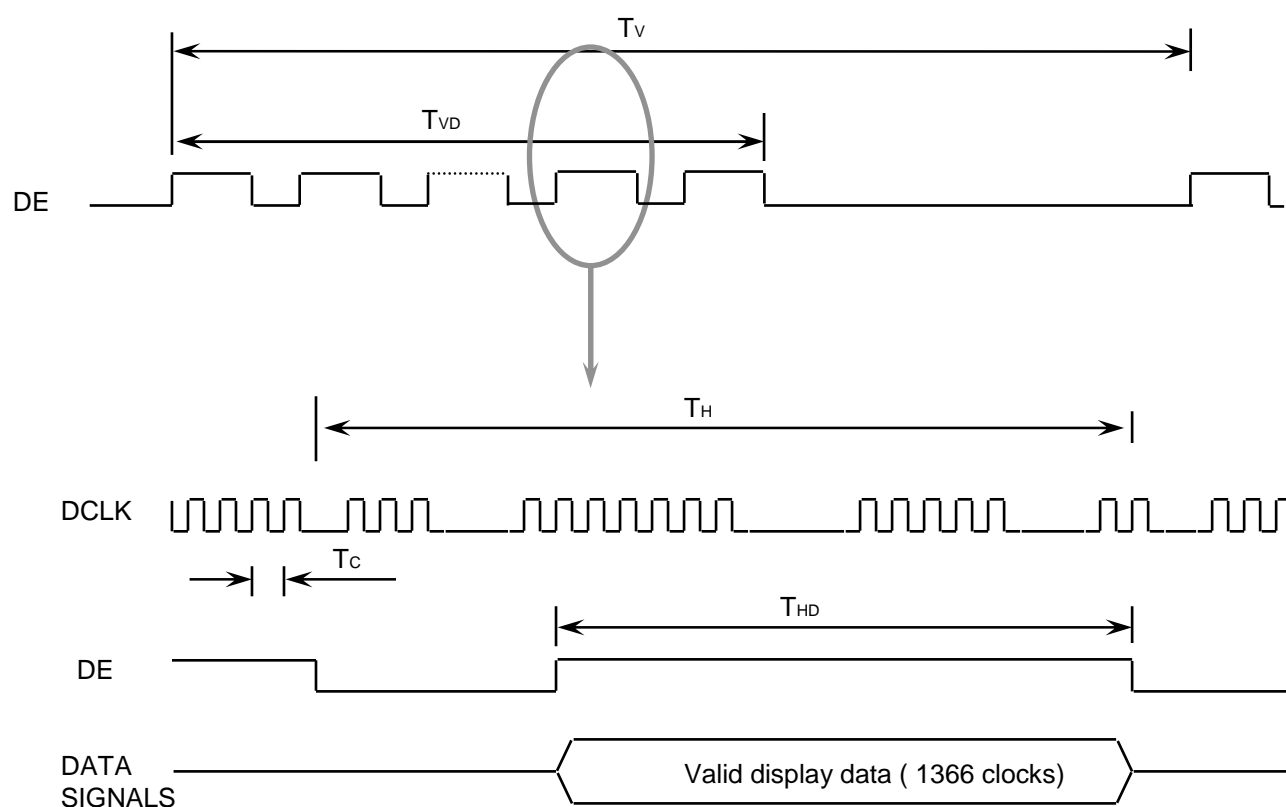 TV
TVD
DE
TH
DCLK
TC
THD
DE
DATA
SIGNALS
Valid display data ( 1366 clocks)